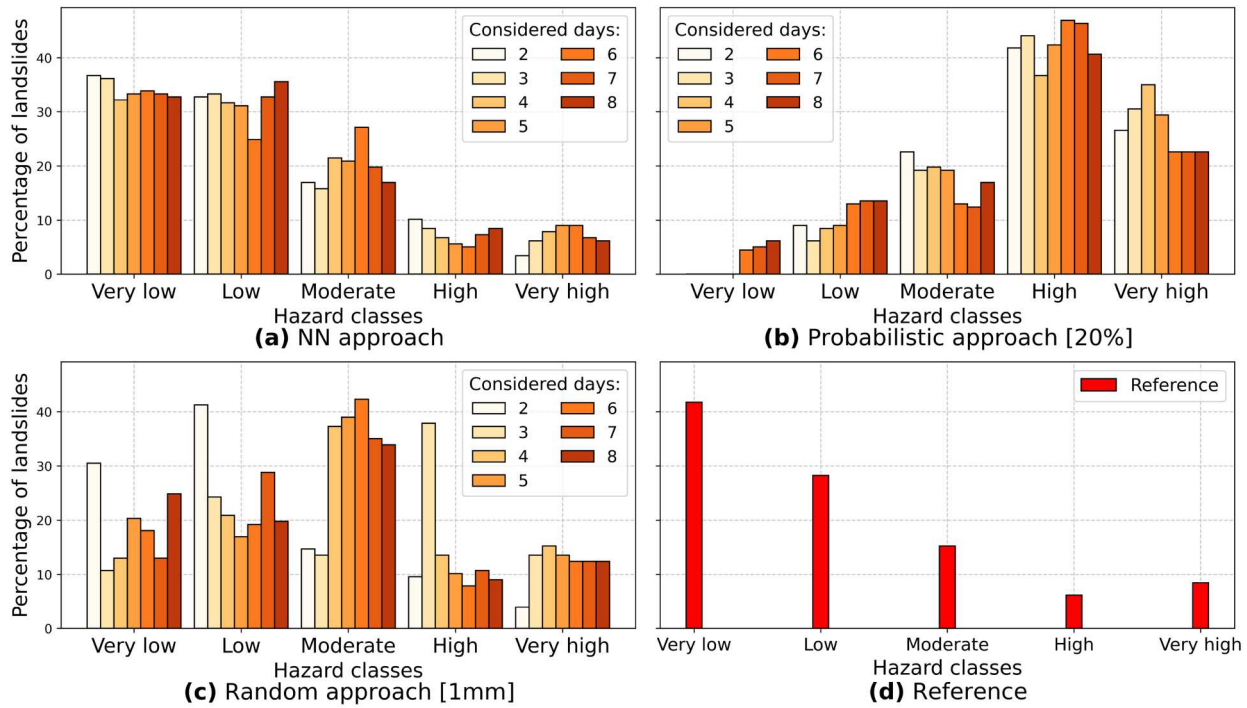 Percentage of landslides
40
30
20
10
0
Considered days:
2 6
3 7
4 8
5
Very low Low Moderate High Very high
Hazard classes
(a) NN approach
Considered days:
2 6
3 7
4 8
5
Very low Low Moderate High Very high
Hazard classes
(b) Probabilistic approach [20%]
Percentage of landslides
40
30
20
10
0
Considered days:
2 6
3 7
4 8
5
Very low Low Moderate High Very high
Hazard classes
(c) Random approach [1mm]
Reference
Very low Low Moderate High Very high
Hazard classes
(d) Reference